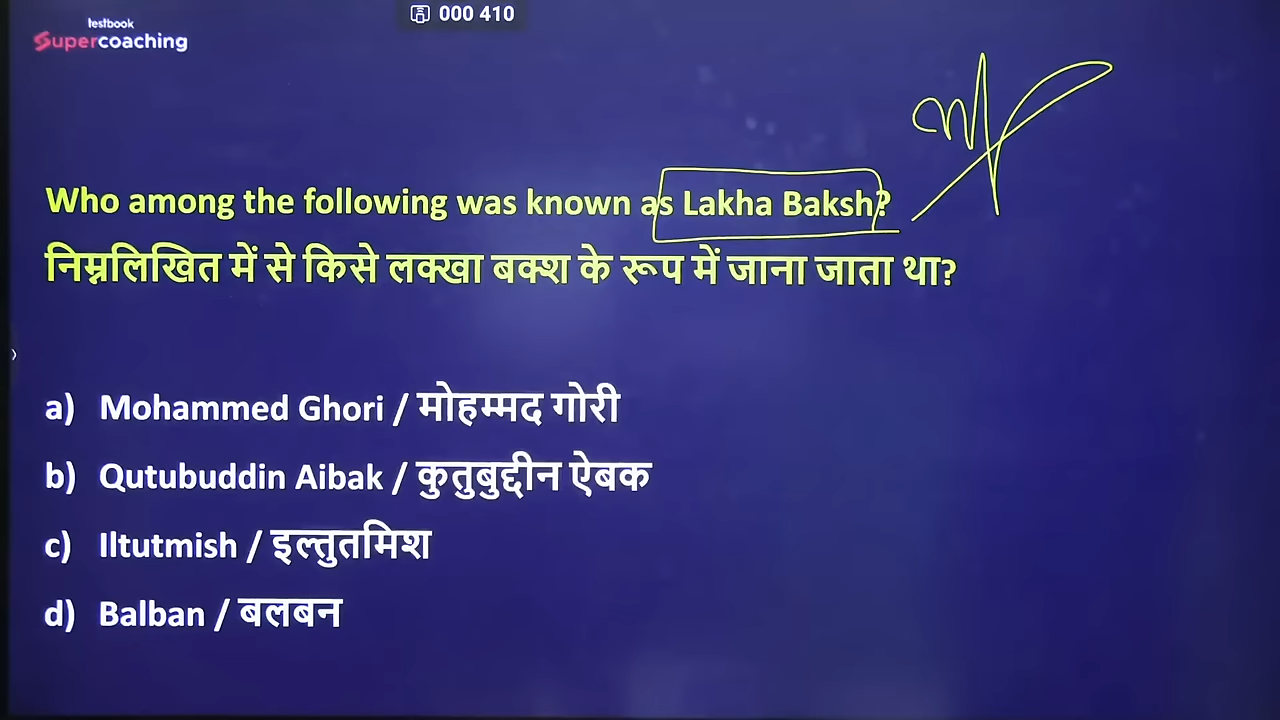 testbook
Supercoaching
000 410
Who among the following was known as Lakha Baksh?
निम्नलिखित में से किसे लक्खा बक्श के रूप में जाना जाता था?
a) Mohammed Ghori / मोहम्मद गोरी
b) Qutubuddin Aibak / कुतुबुद्दीन ऐबक
c) Iltutmish / इल्तुतमिश
d) Balban / बलबन